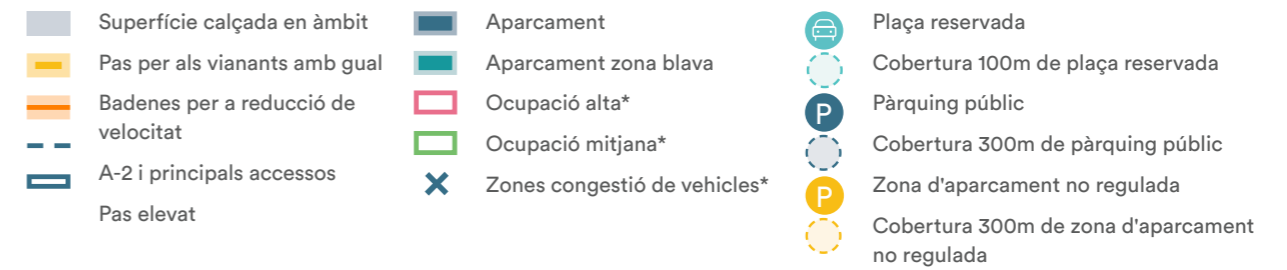 Superfície calçada en àmbit
Pas per als vianants amb gual
Badenes per a reducció de
velocitat
A-2 i principals accessos
Pas elevat
Aparcament
Aparcament zona blava
Ocupació alta*
Ocupació mitjana*
Zones congestió de vehicles*
Plaça reservada
Cobertura 100m de plaça reservada
P
Pàrquing públic
Cobertura 300m de pàrquing públic
P
Zona d'aparcament no regulada
Cobertura 300m de zona d'aparcament
no regulada